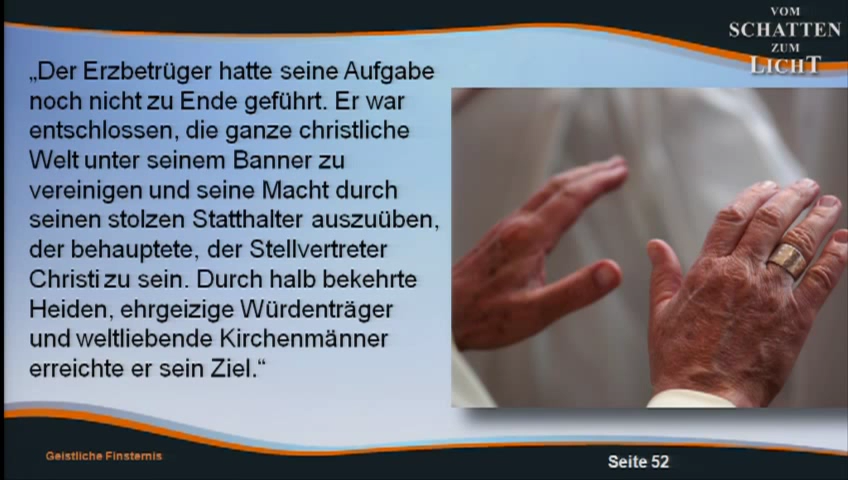 VOM
SCHATTEN
ZUM
LICHT
„Der Erzbetrüger hatte seine Aufgabe
noch nicht zu Ende geführt. Er war
entschlossen, die ganze christliche
Welt unter seinem Banner zu
vereinigen und seine Macht durch
seinen stolzen Statthalter auszuüben,
der behauptete, der Stellvertreter
Christi zu sein. Durch halb bekehrte
Heiden, ehrgeizige Würdenträger
und weltliebende Kirchenmänner
erreichte er sein Ziel.“
Geistliche Finsternis
Seite 52